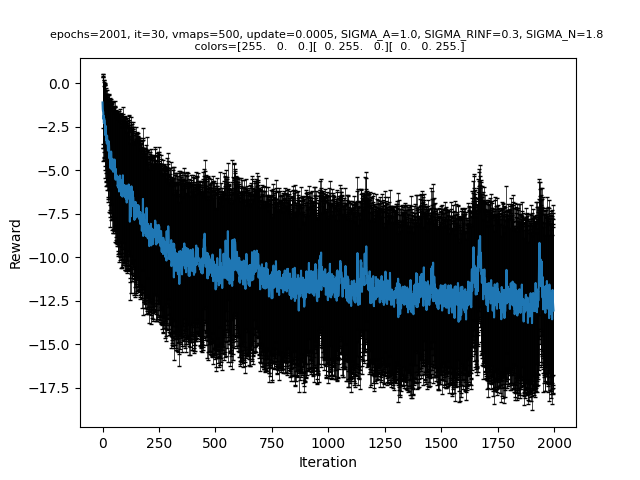 epochs=2001, it=30, vmaps=500, update=0.0005, SIGMA_A=1.0, SIGMA_RINF=0.3, SIGMA_N=1.8
colors=[255.   0.   0.][  0. 255.   0.][  0.   0. 255.]
0.0
−2.5
−5.0
−7.5
−10.0
−12.5
−15.0
−17.5
Reward
0 250 500 750 1000 1250 1500 1750 2000
Iteration